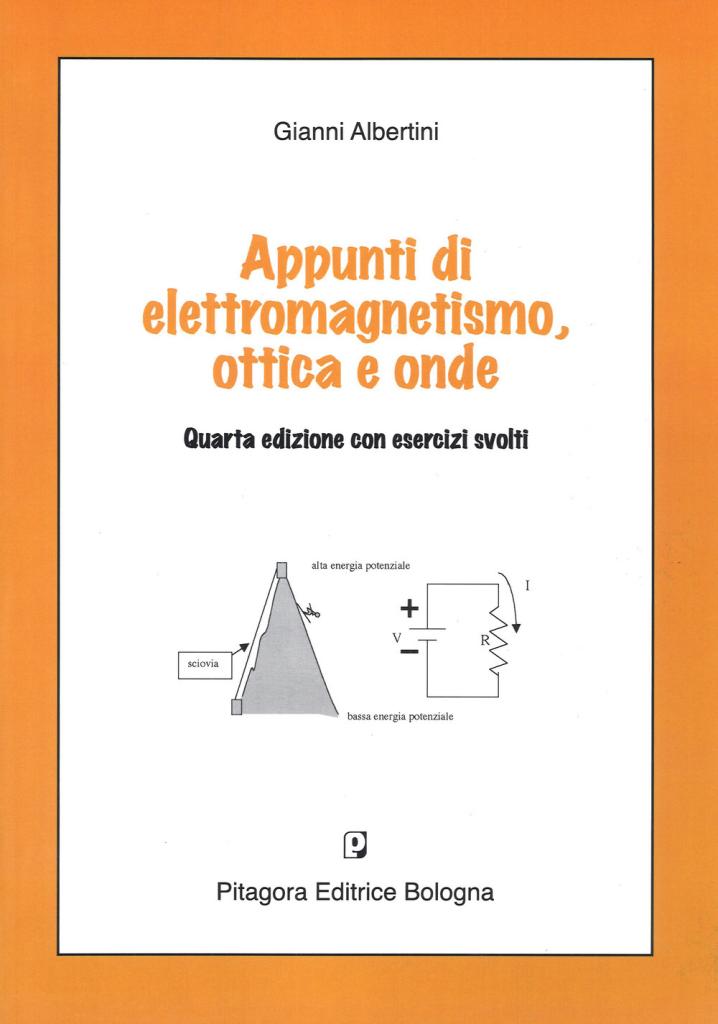 Gianni Albertini
Appunti di
elettromagnetismo,
ottica e onde
Quarta edizione con esercizi svolti
alta energia potenziale
I
+
V
R
sciovia
−
bassa energia potenziale
P
Pitagora Editrice Bologna